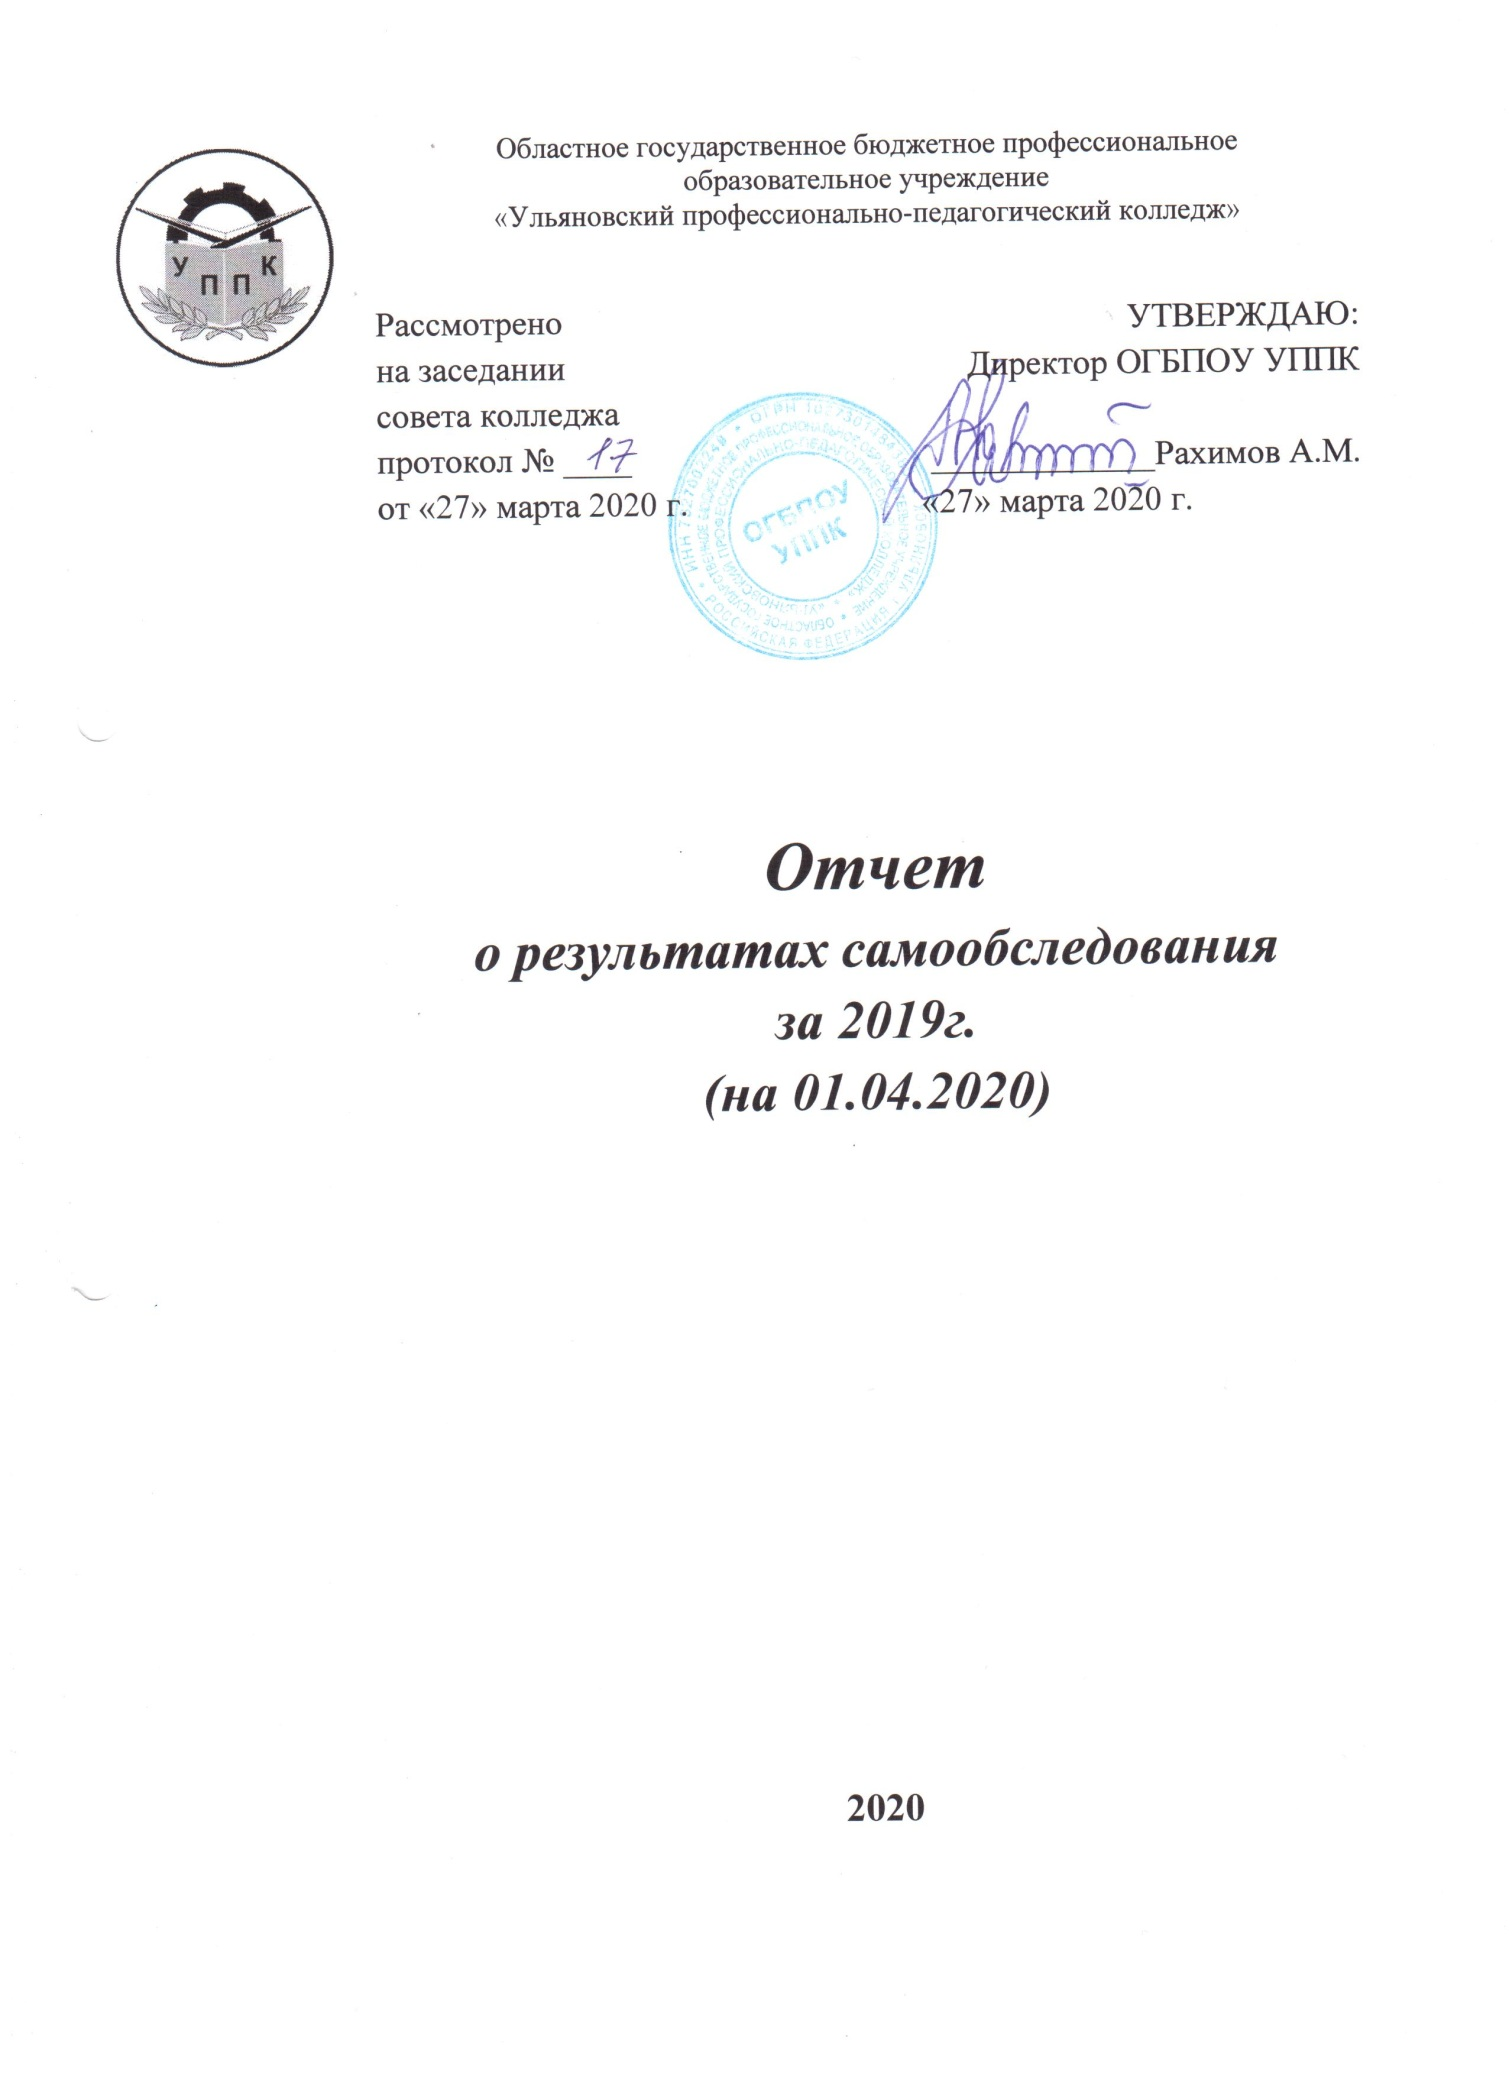 Областное государственное бюджетное профессиональное
образовательное учреждение
«Ульяновский профессионально-педагогический колледж»
У П П К
Рассмотрено
на заседании
совета колледжа
протокол № 17
от «27» марта 2020 г.
УТВЕРЖДАЮ:
Директор ОГБПОУ УППК
Рахимов А.М.
«27» марта 2020 г.
ОГБПОУ
УППК
РОССИЙСКАЯ ФЕДЕРАЦИЯ
Отчет
о результатах самообследования
за 2019г.
(на 01.04.2020)
2020